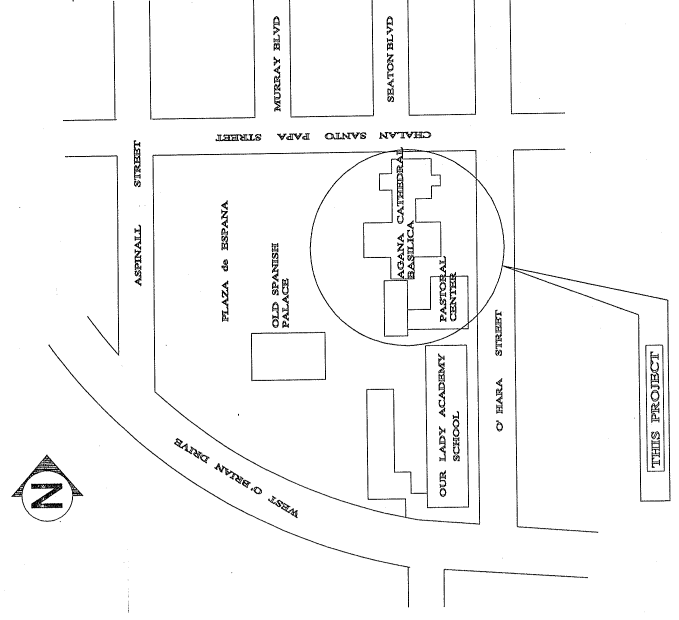 MURRAY BLVD
SEATON BLVD
CHALAN SANTO PAPA STREET
ASPINALL STREET
PLAZA de ESPANA
OLD SPANISH
PALACE
AGANA CATHEDRAL
BASILICA
PASTORAL
CENTER
O' HARA STREET
OUR LADY ACADEMY
SCHOOL
THIS PROJECT
WEST O'BRIAN DRIVE
N